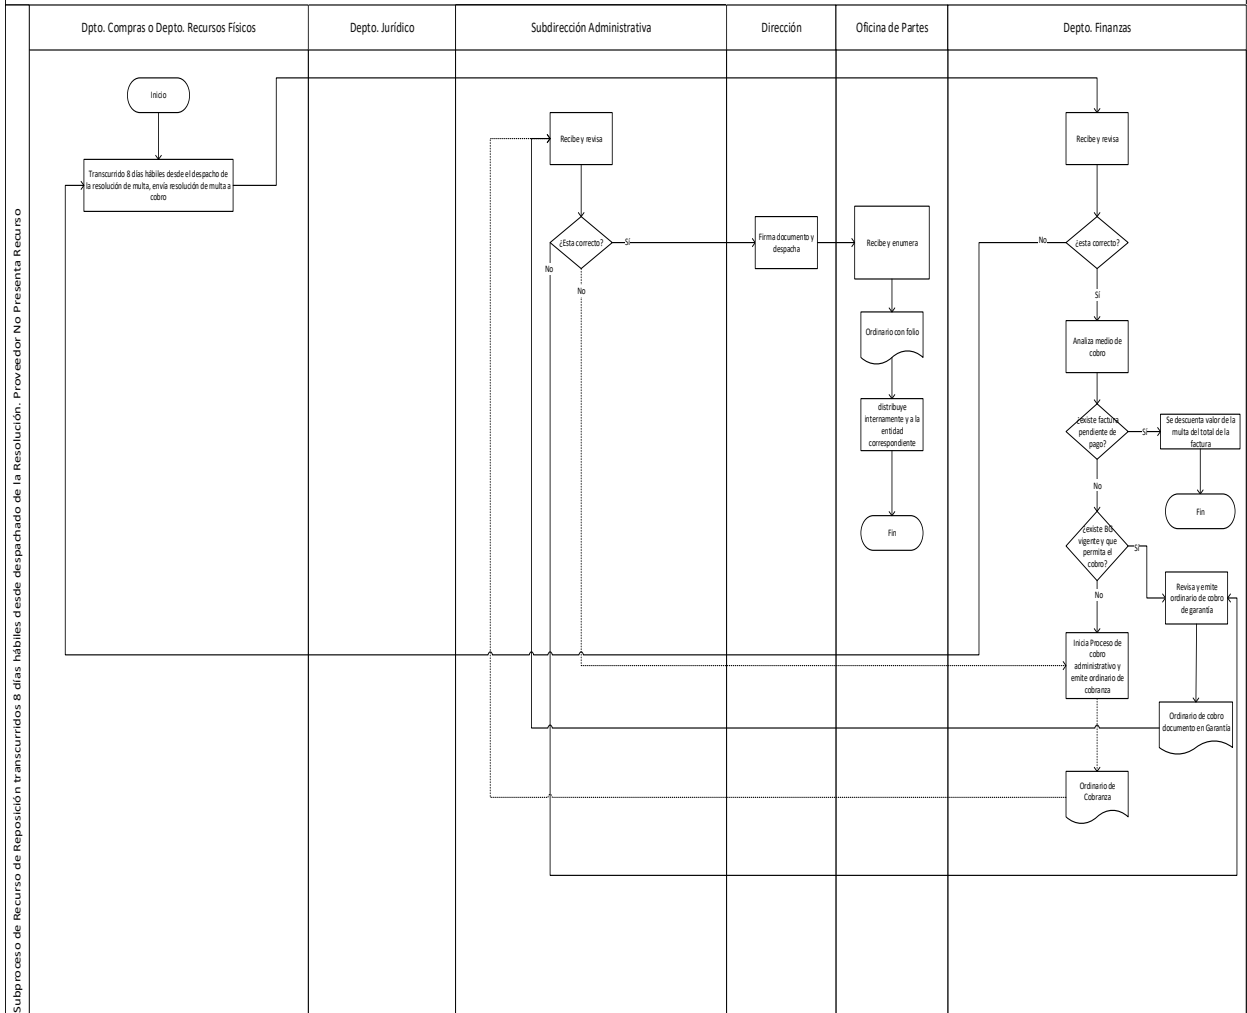 Subproceso de Recurso de Reposición transcurridos 8 días hábiles desde despachado de la Resolución. Proveedor No Presenta Recurso
Dpto. Compras o Depto. Recursos Físicos
Depto. Jurídico
Subdirección Administrativa
Dirección
Oficina de Partes
Depto. Finanzas
Inicio
Transcurrido 8 días hábiles desde el despacho de
la resolución de multa, envía resolución de multa a
cobro
Recibe y revisa
¿Esta correcto?
Sí
No
No
Firma documento y
despacha
Recibe y enumera
Ordinario con folio
distribuye
internamente y a la
entidad
correspondiente
Fin
Recibe y revisa
¿esta correcto?
No
Sí
Analiza medio de
cobro
¿existe factura
pendiente de
pago?
Sí
Se descuenta valor de la
multa del total de la
factura
Fin
No
¿existe BG
vigente y que
permita el
cobro?
Sí
Revisa y emite
ordinario de cobro
de garantía
No
Inicia Proceso de
cobro
administrativo y
emite ordinario de
cobranza
Ordinario de cobro
documento en Garantía
Ordinario de
Cobranza